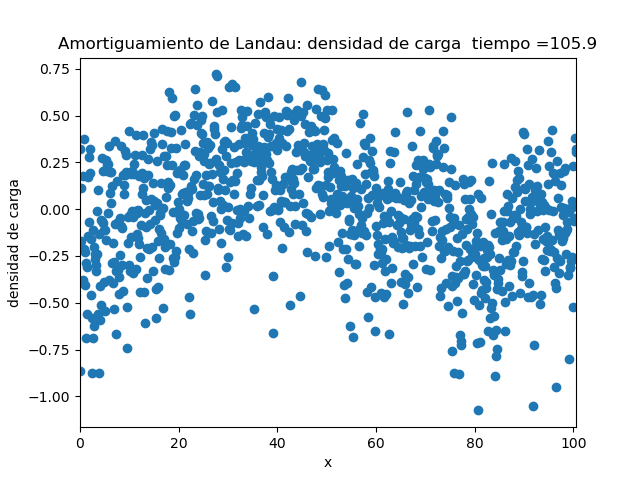 Amortiguamiento de Landau: densidad de carga  tiempo =105.9
0.75
0.50
0.25
0.00
−0.25
−0.50
−0.75
−1.00
densidad de carga
0 20 40 60 80 100
x